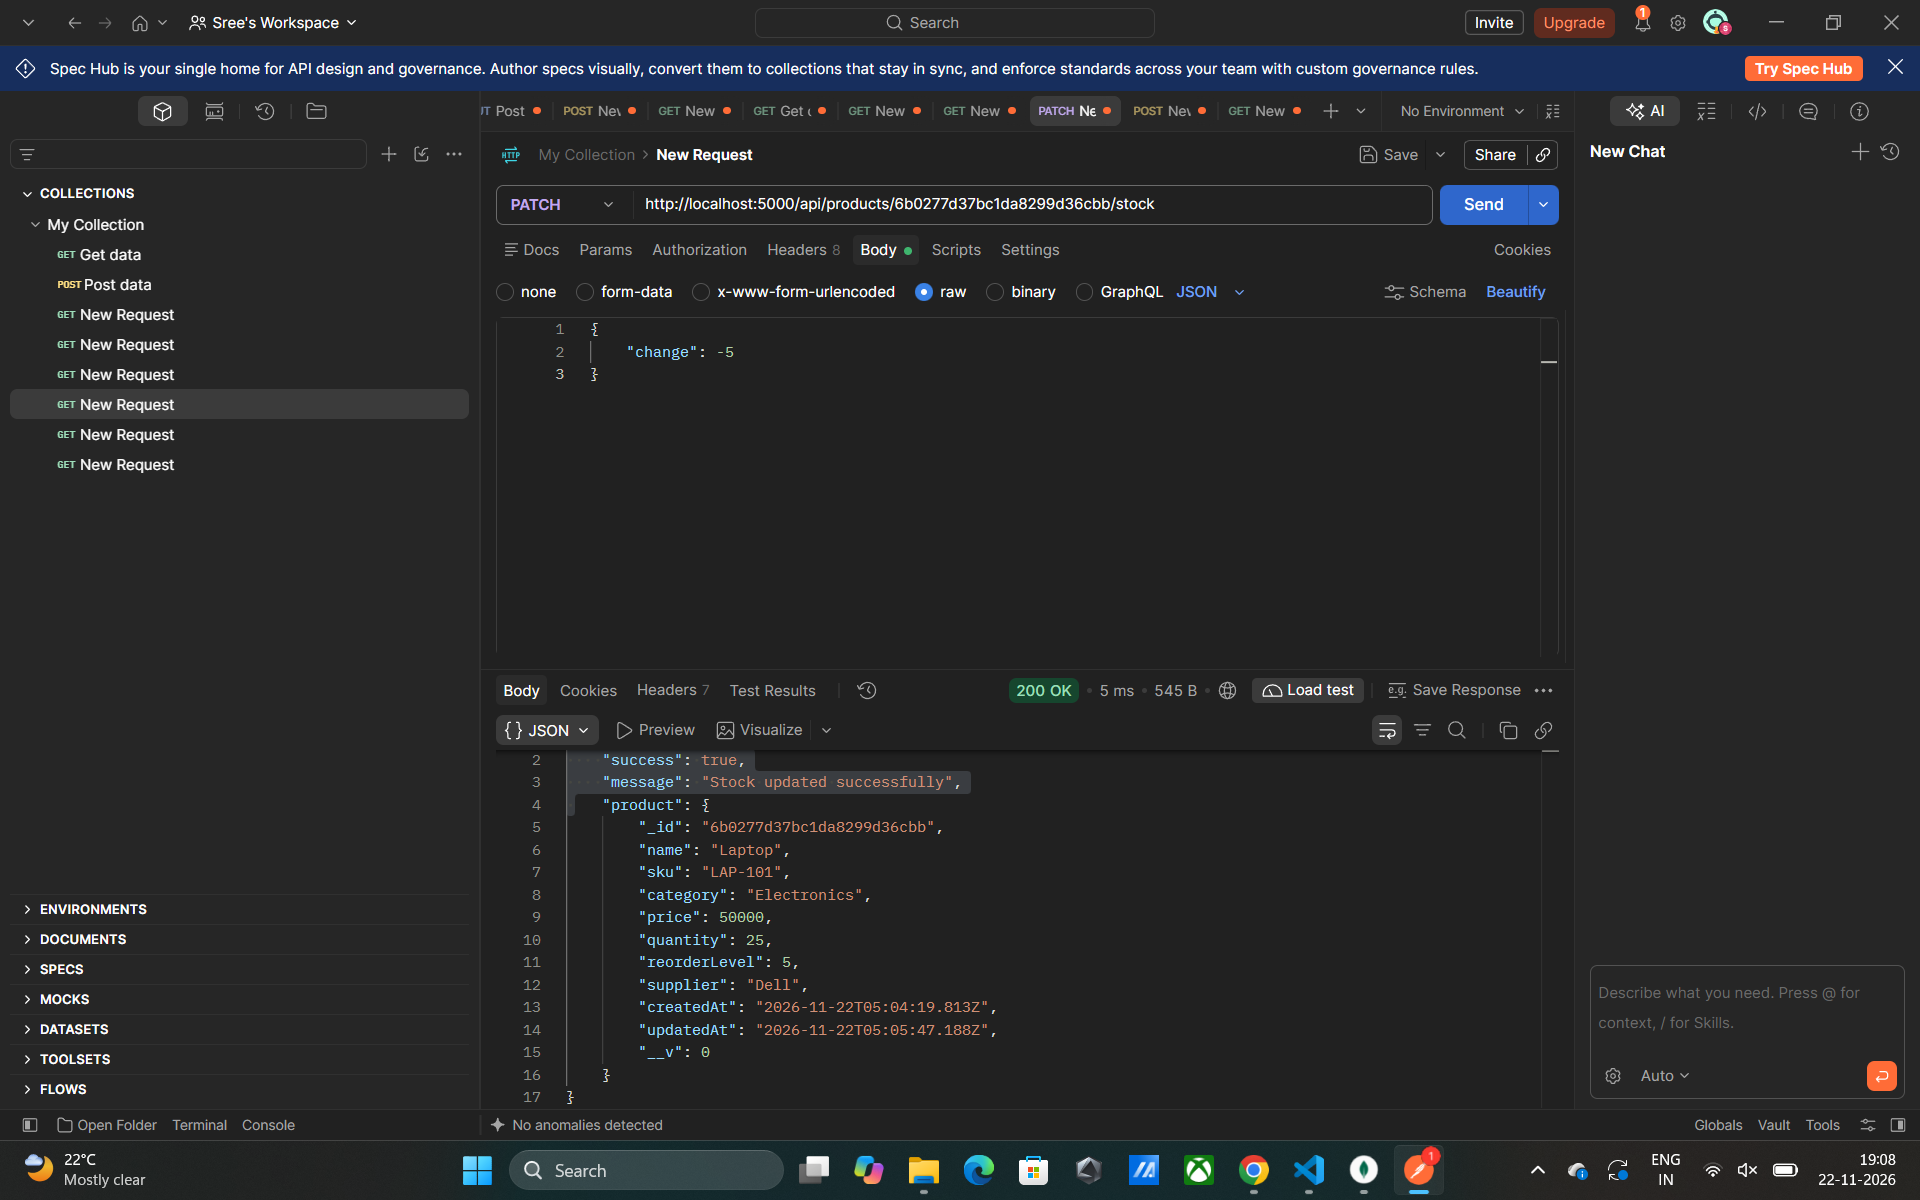 Sree's Workspace
Search
Invite
Upgrade
1
Spec Hub is your single home for API design and governance. Author specs visually, convert them to collections that stay in sync, and enforce standards across your team with custom governance rules.
Try Spec Hub
Post
POST Nev
GET New
GET Get
GET New
GET New
PATCH Ne
POST Nev
GET New
No Environment
AI
COLLECTIONS
My Collection
GET Get data
POST Post data
GET New Request
GET New Request
GET New Request
GET New Request
GET New Request
GET New Request
ENVIRONMENTS
DOCUMENTS
SPECS
MOCKS
DATASETS
TOOLSETS
FLOWS
HTTP My Collection > New Request
Save
Share
PATCH
http://localhost:5000/api/products/6b0277d37bc1da8299d36cbb/stock
Send
Docs Params Authorization Headers 8 Body Scripts Settings
Cookies
none form-data x-www-form-urlencoded raw binary GraphQL JSON
Schema Beautify
1 {
2 "change": -5
3 }
Body Cookies Headers 7 Test Results
200 OK • 5 ms • 545 B
Load test
e.g. Save Response
{} JSON Preview Visualize
2 "success": true,
3 "message": "Stock updated successfully",
4 "product": {
5 "_id": "6b0277d37bc1da8299d36cbb",
6 "name": "Laptop",
7 "sku": "LAP-101",
8 "category": "Electronics",
9 "price": 50000,
10 "quantity": 25,
11 "reorderLevel": 5,
12 "supplier": "Dell",
13 "createdAt": "2026-11-22T05:04:19.813Z",
14 "updatedAt": "2026-11-22T05:05:47.188Z",
15 "__v": 0
16 }
17 }
New Chat
Describe what you need. Press @ for
context, / for Skills.
Auto
Open Folder Terminal Console
No anomalies detected
Globals Vault Tools
22°C
Mostly clear
Search
1
ENG
IN
19:08
22-11-2026